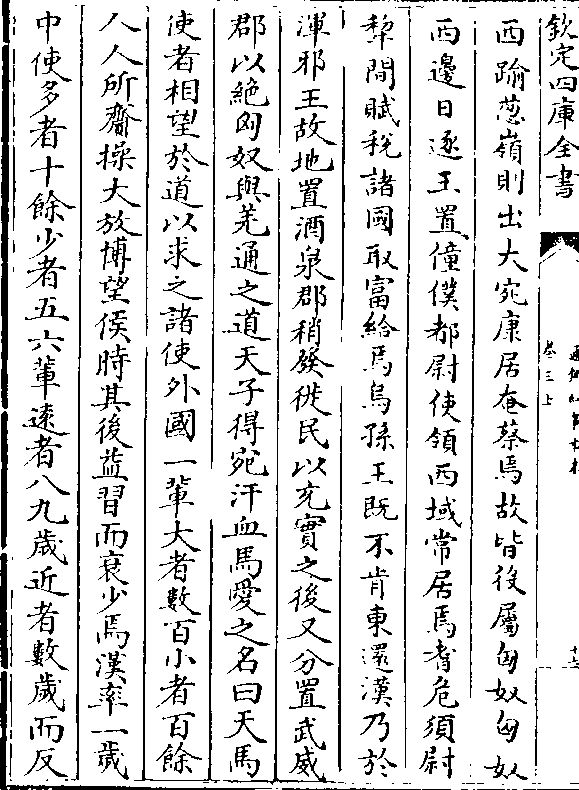 欽定四庫全書
卷三上
西踰蔥嶺則出大宛康居奄蔡焉故皆役屬匈奴匈奴
西邊日逐王置僮僕都尉使領西域常居焉耆危須尉
犂間賦稅諸國取富給焉烏孫王既不肯東還漢乃於
渾邪王故地置酒泉郡稍發徙民以充實之後又分置武威
郡以絶匈奴與羌通之道天子得宛汗血馬愛之名曰天馬
使者相望於道以求之諸使外國一輩大者數百小者百餘
人人所齎操大放博望侯時其後益習而衰少焉漢率一歲
中使多者十餘少者五六輩遠者八九歲近者數歲而反